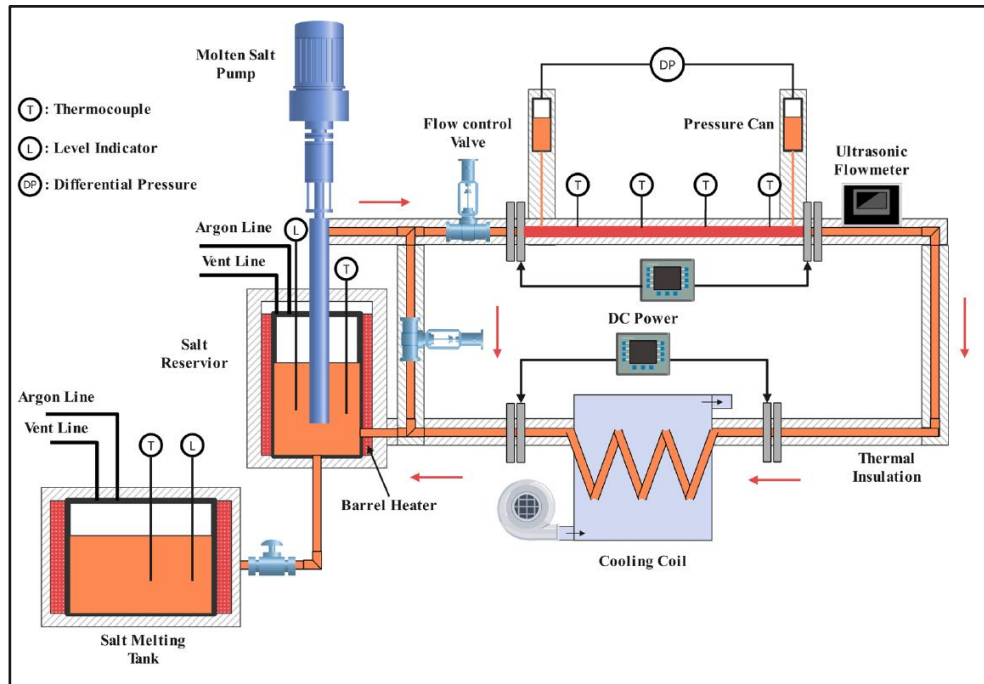 Molten Salt
Pump
T : Thermocouple
L : Level Indicator
DP : Differential Pressure
Flow control
Valve
DP
Pressure Can
Ultrasonic
Flowmeter
T
T
T
T
Argon Line
Vent Line
L
T
DC Power
Salt
Reservior
Argon Line
Vent Line
T
L
Barrel Heater
Thermal
Insulation
Cooling Coil
Salt Melting
Tank